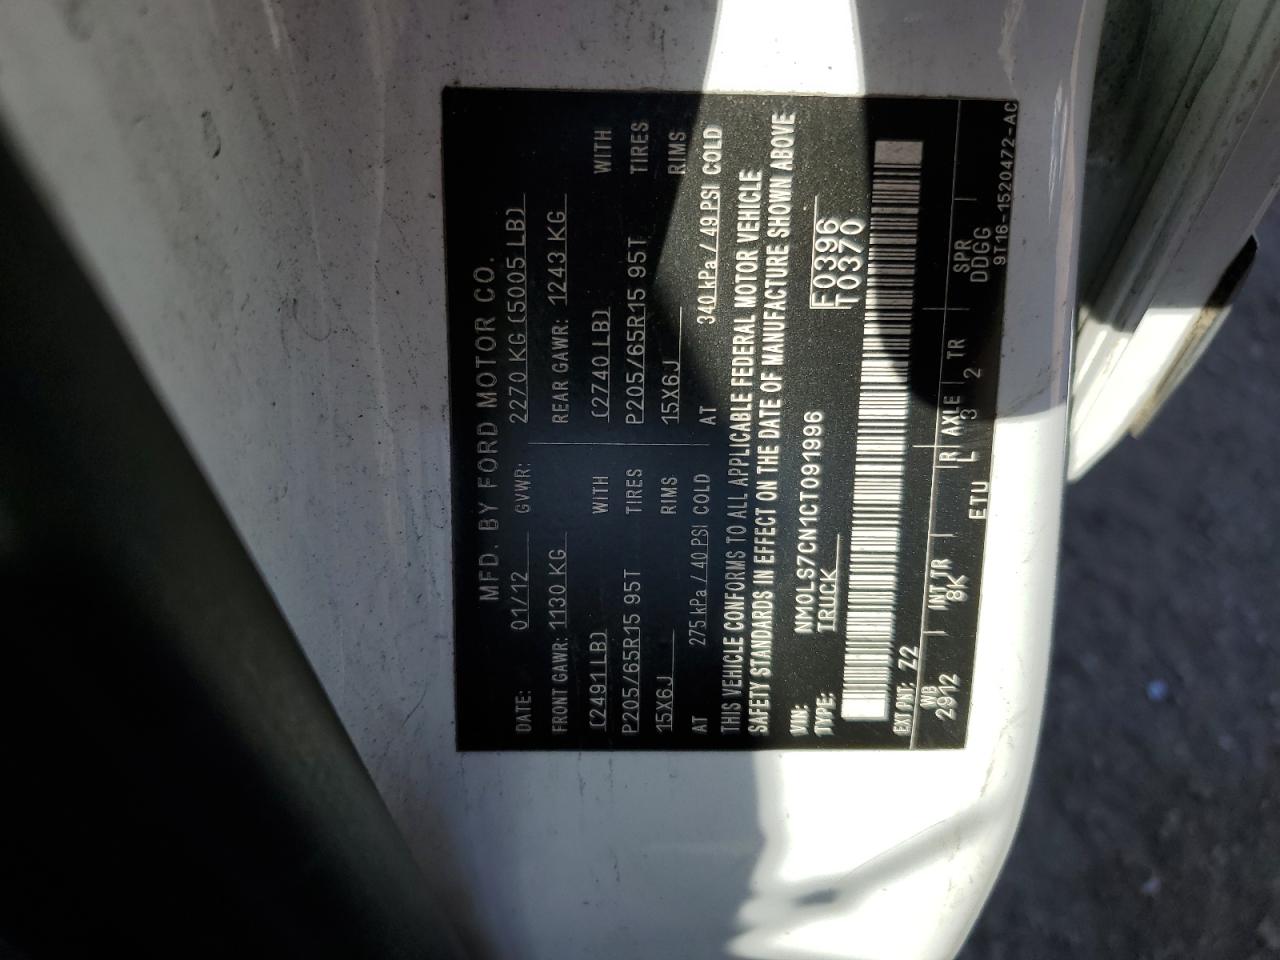 MFD. BY FORD MOTOR CO.
DATE: 01/12 GVWR: 2270 KG (5005 LB)
FRONT GAWR: 1130 KG REAR GAWR: 1243 KG
(2491LB) WITH (2740 LB) WITH
P205/65R15 95T TIRES P205/65R15 95T TIRES
15X6J RIMS 15X6J RIMS
AT 275 kPa / 40 PSI COLD AT 340 kPa / 49 PSI COLD
THIS VEHICLE CONFORMS TO ALL APPLICABLE FEDERAL MOTOR VEHICLE
SAFETY STANDARDS IN EFFECT ON THE DATE OF MANUFACTURE SHOWN ABOVE
VIN: NM0LS7CN1CT091996 F0396
TYPE: TRUCK T0370
EXT PNT: Z2
WB INT TR R AXLE TR SPR
2912 8K L 3 2 DDGG
ETU 9T16-1520472-AC